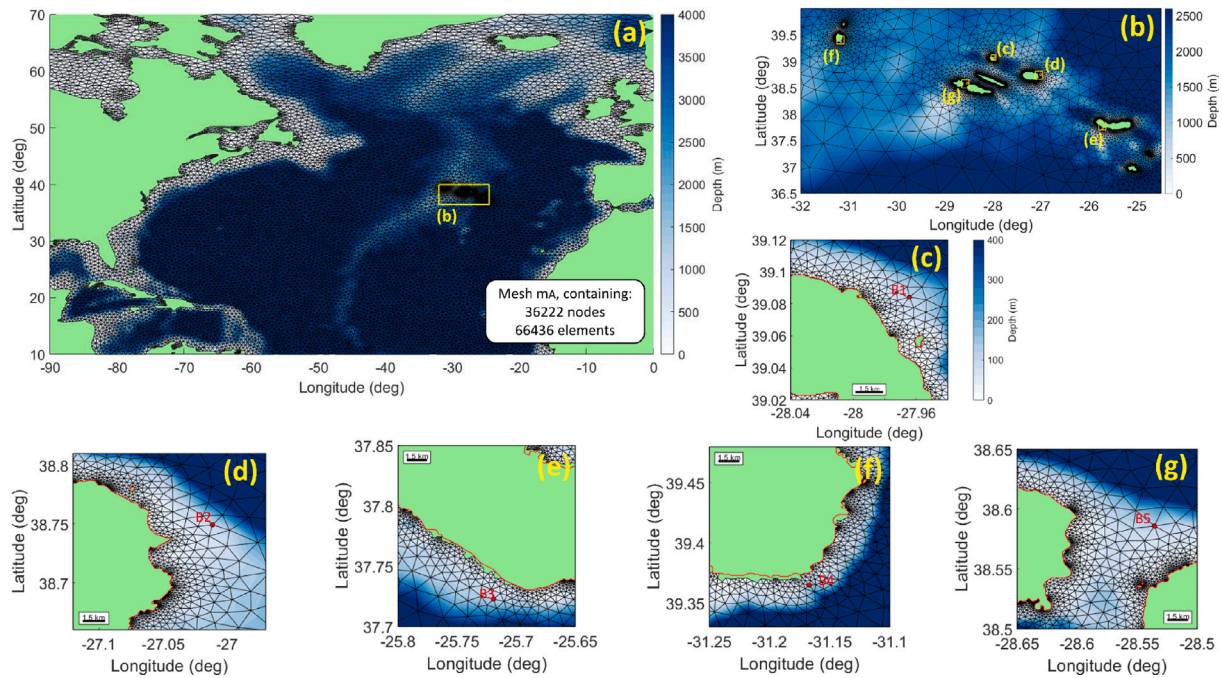 (a)
70
60
50
40
30
20
10
Latitude (deg)
-90 -80 -70 -60 -50 -40 -30 -20 -10 0
Longitude (deg)
(b)
Mesh mA, containing:
36222 nodes
66436 elements
4000
3500
3000
2500
2000
1500
1000
500
0
Depth (m)
(b)
39.5
39
38.5
38
37.5
37
36.5
Latitude (deg)
-32 -31 -30 -29 -28 -27 -26 -25
Longitude (deg)
(f)
(c)
(d)
(g)
(e)
2500
2000
1500
1000
500
0
Depth (m)
(c)
39.12
39.1
39.08
39.06
39.04
39.02
Latitude (deg)
B1
1.5 km
-28.04 -28 -27.96
Longitude (deg)
400
300
200
100
0
Depth (m)
(d)
38.8
38.75
38.7
Latitude (deg)
B2
1.5 km
-27.1 -27.05 -27
Longitude (deg)
(e)
1.5 km
37.85
37.8
37.75
37.7
Latitude (deg)
B3
-25.8 -25.75 -25.7 -25.65
Longitude (deg)
(f)
1.5 km
39.45
39.4
39.35
Latitude (deg)
B4
-31.25 -31.2 -31.15 -31.1
Longitude (deg)
(g)
38.65
38.6
38.55
38.5
Latitude (deg)
B5
1.5 km
-28.65 -28.6 -28.55 -28.5
Longitude (deg)